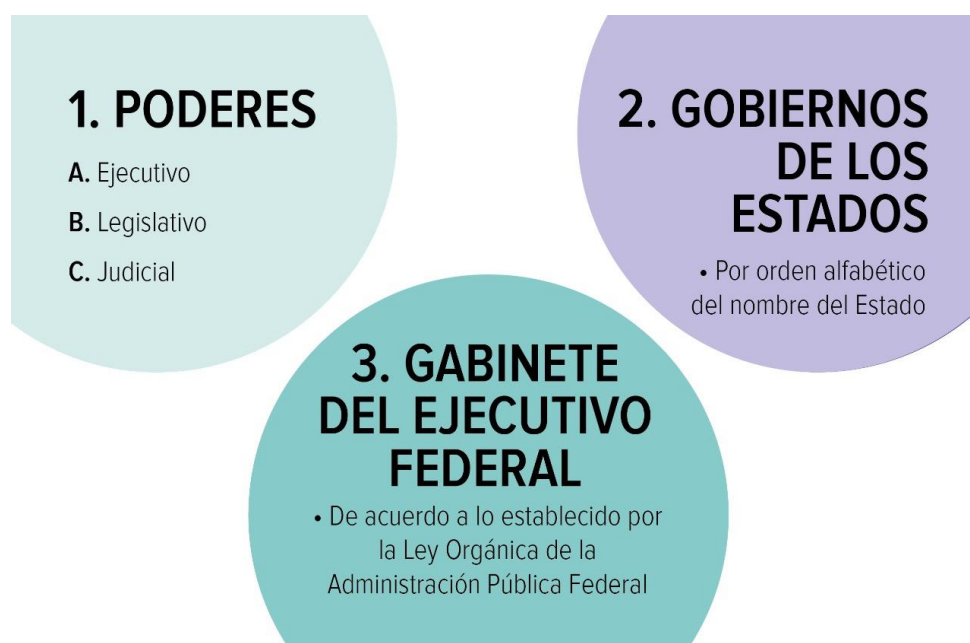 1. PODERES
A. Ejecutivo
B. Legislativo
C. Judicial
2. GOBIERNOS
DE LOS
ESTADOS
• Por orden alfabético
del nombre del Estado
3. GABINETE
DEL EJECUTIVO
FEDERAL
• De acuerdo a lo establecido por
la Ley Orgánica de la
Administración Pública Federal